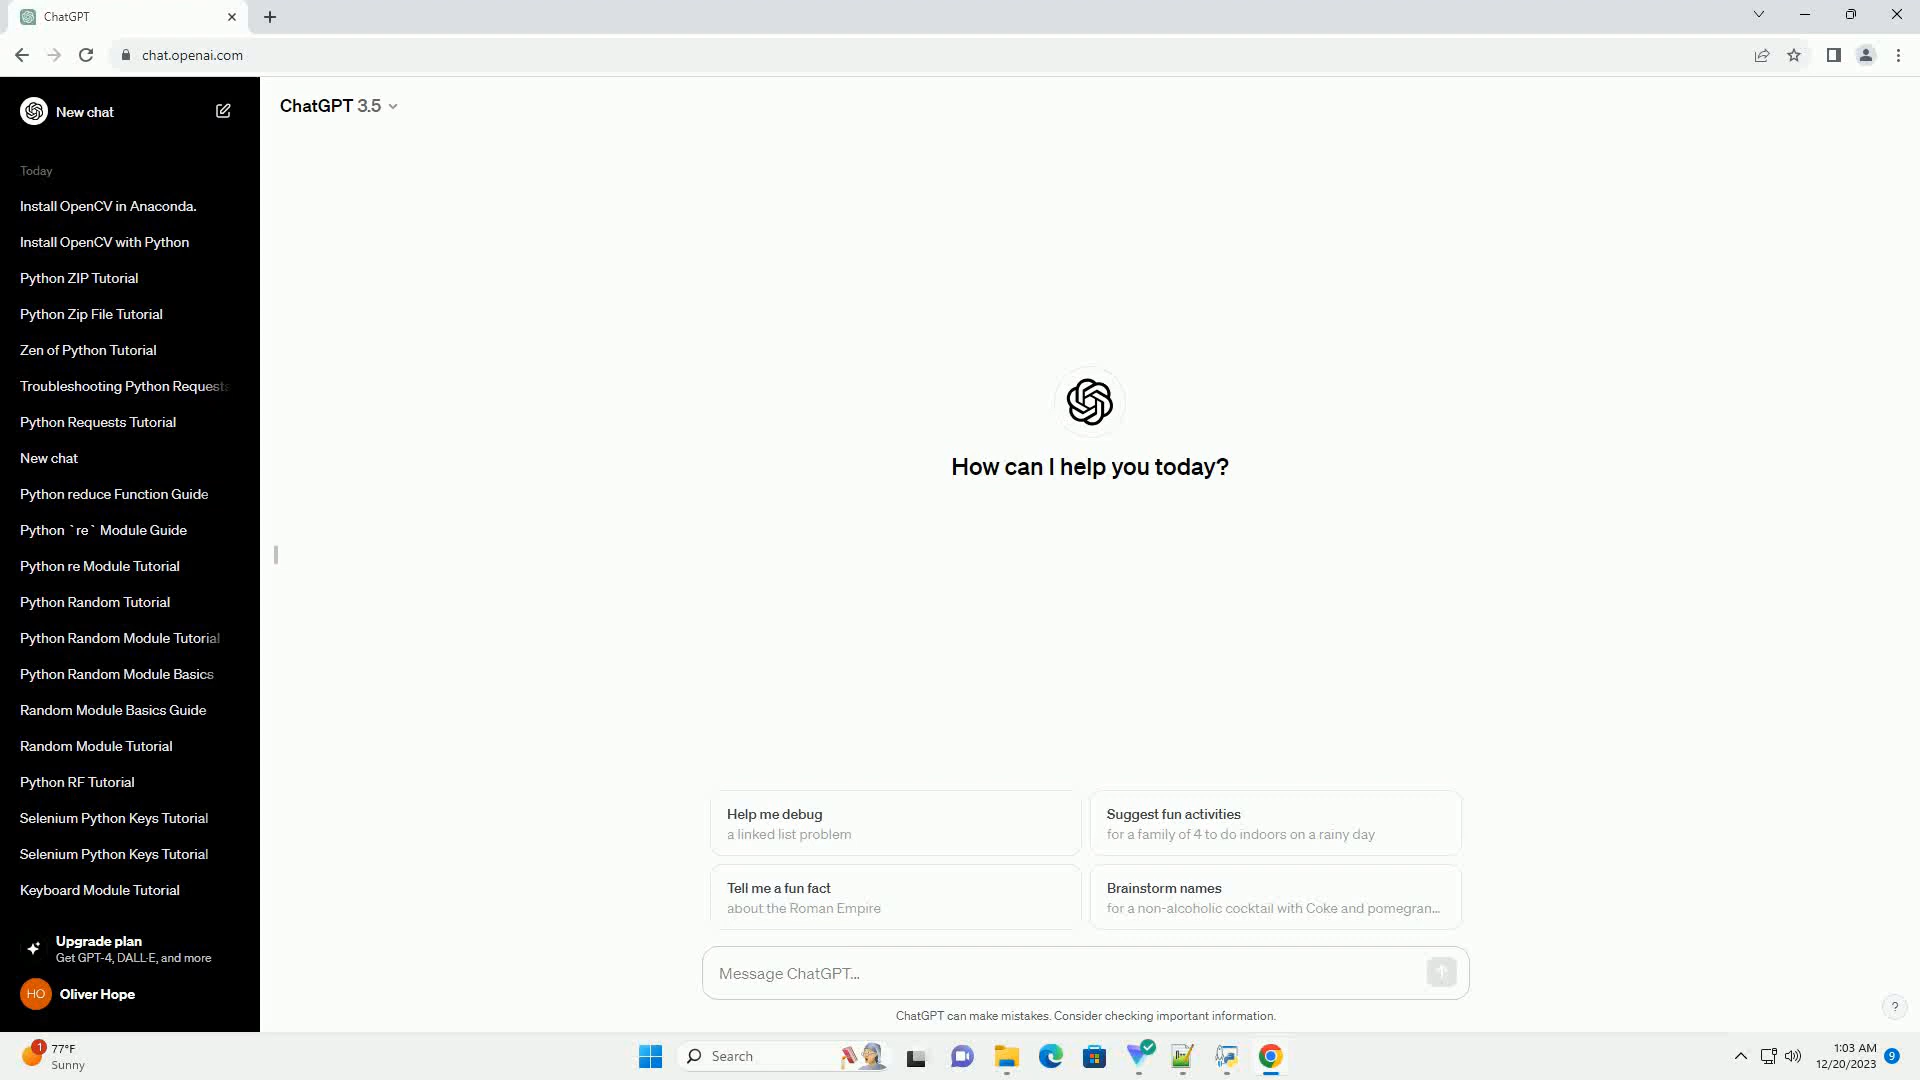 ChatGPT
chat.openai.com
New chat
ChatGPT 3.5
Today
Install OpenCV in Anaconda.
Install OpenCV with Python
Python ZIP Tutorial
Python Zip File Tutorial
Zen of Python Tutorial
Troubleshooting Python Requests
Python Requests Tutorial
New chat
Python reduce Function Guide
Python `re` Module Guide
Python re Module Tutorial
Python Random Tutorial
Python Random Module Tutorial
Python Random Module Basics
Random Module Basics Guide
Random Module Tutorial
Python RF Tutorial
Selenium Python Keys Tutorial
Selenium Python Keys Tutorial
Keyboard Module Tutorial
Upgrade plan
Get GPT-4, DALL·E, and more
HO Oliver Hope
How can I help you today?
Help me debug
a linked list problem
Suggest fun activities
for a family of 4 to do indoors on a rainy day
Tell me a fun fact
about the Roman Empire
Brainstorm names
for a non-alcoholic cocktail with Coke and pomegran...
Message ChatGPT...
ChatGPT can make mistakes. Consider checking important information.
?
1
77°F
Sunny
Search
1:03 AM
12/20/2023
9